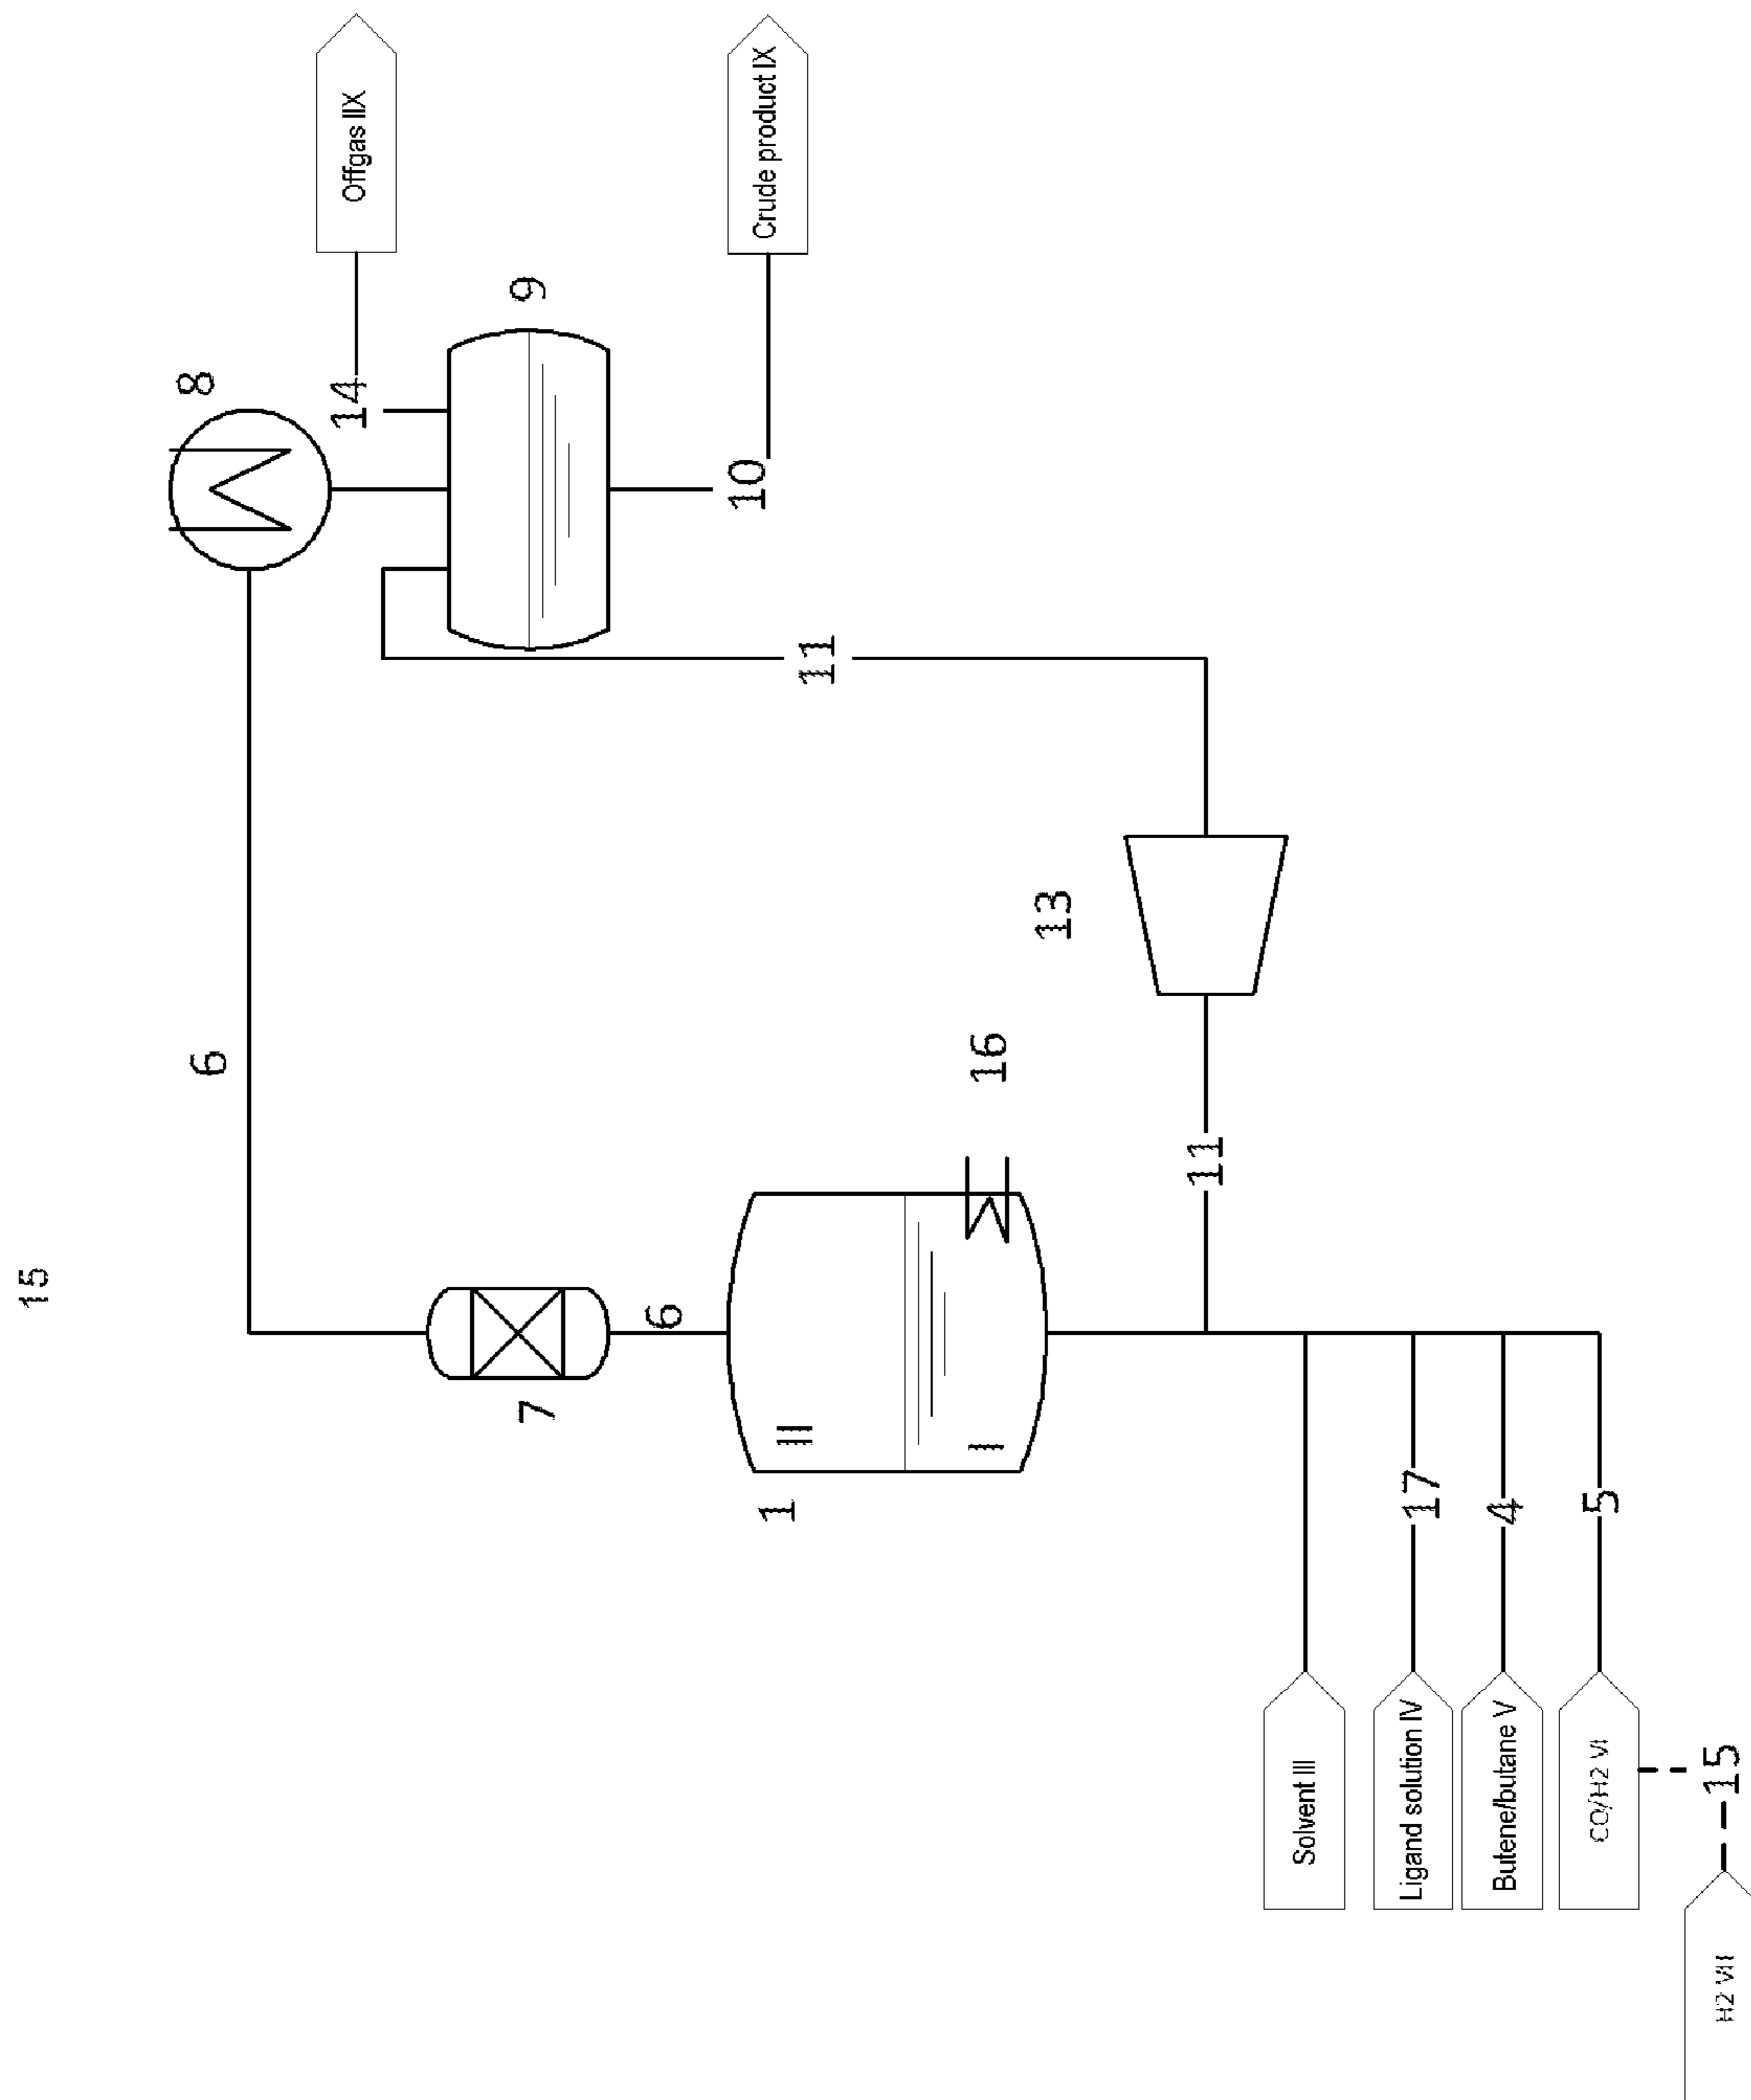 15
Offgas IIX
Crude product IX
8
14
9
10
11
6
13
16
11
6
7
II
I
1
17
4
5
Solvent III
Ligand solution IV
Butene/butane V
CO/H2 VI
15
H2 VII